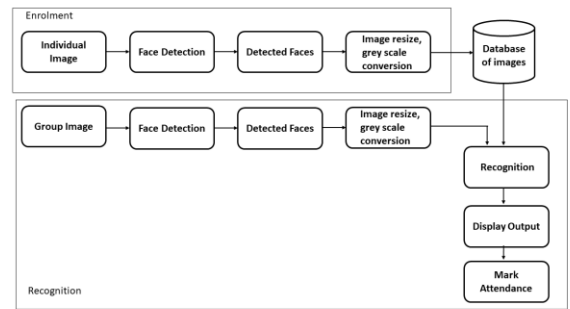 Enrolment
Individual
Image
Face Detection
Detected Faces
Image resize,
grey scale
conversion
Database
of images
Group Image
Face Detection
Detected Faces
Image resize,
grey scale
conversion
Recognition
Display Output
Mark
Attendance
Recognition